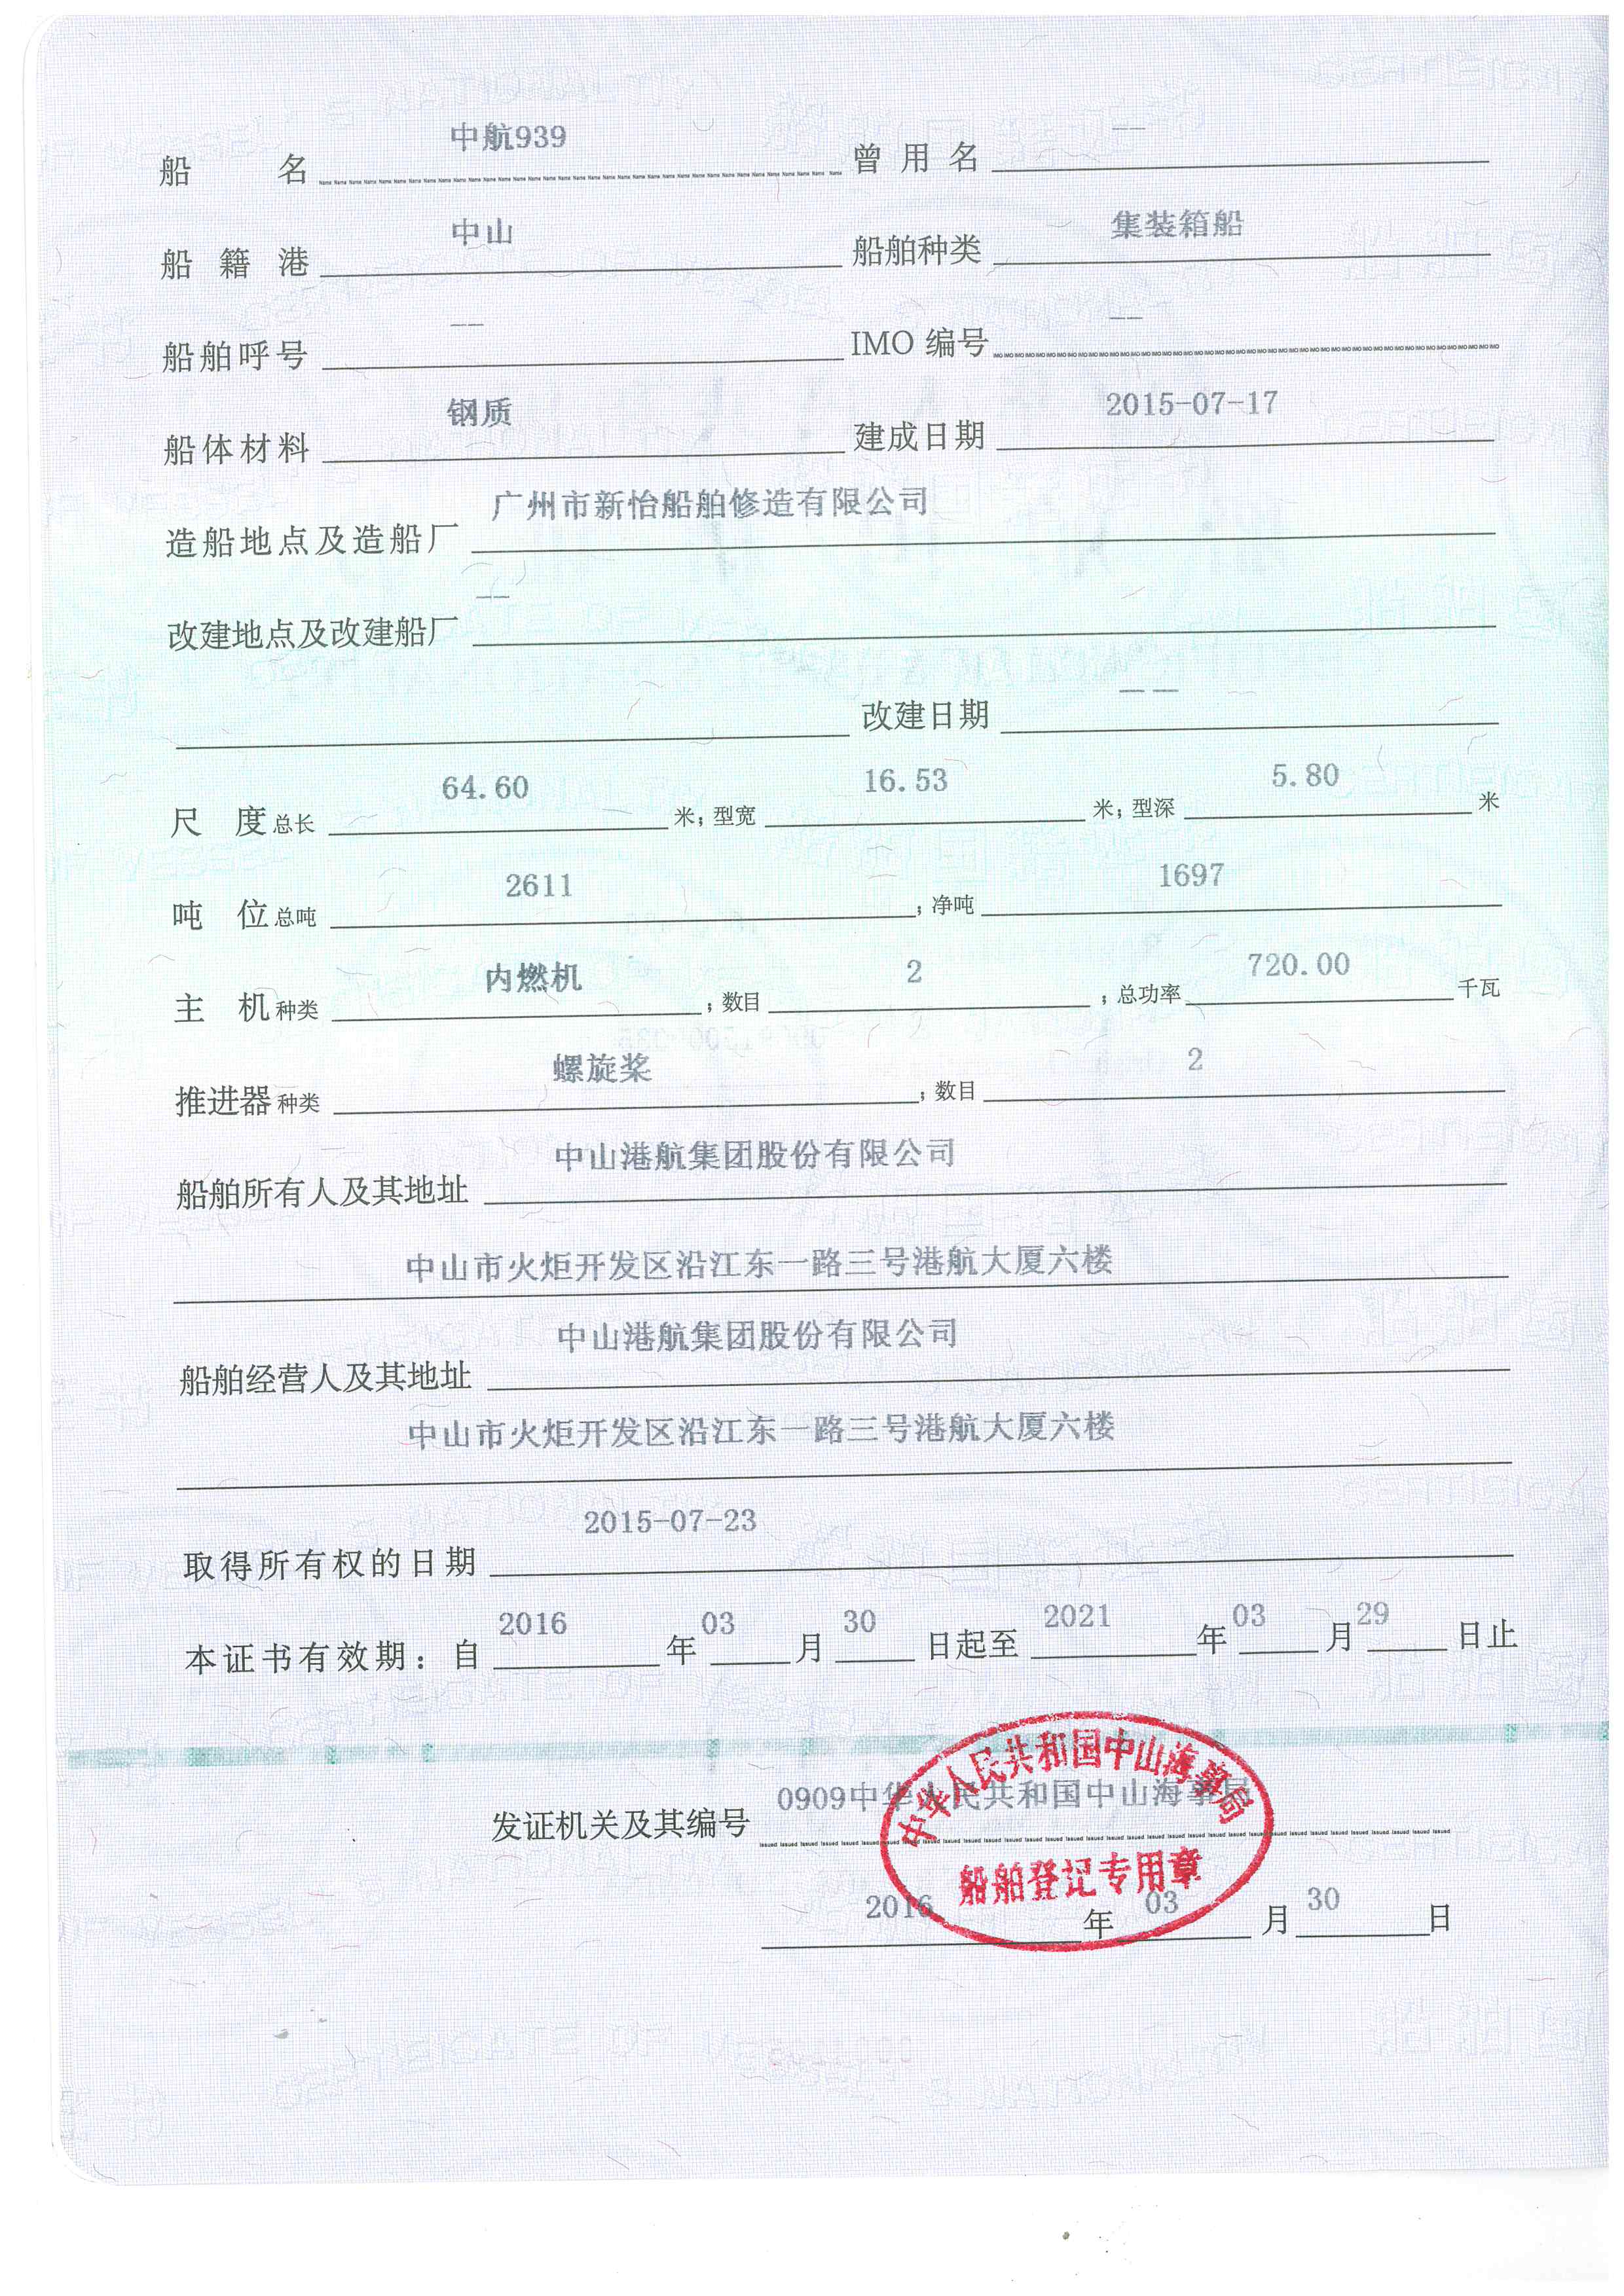 船名 中航939 曾用名 ——
船籍港 中山 船舶种类 集装箱船
船舶呼号 —— IMO 编号 ——
船体材料 钢质 建成日期 2015-07-17
造船地点及造船厂 广州市新怡船舶修造有限公司
改建地点及改建船厂 ——
改建日期 —— ——
尺度 总长 64.60 米; 型宽 16.53 米; 型深 5.80 米
吨位 总吨 2611 ; 净吨 1697
主机 种类 内燃机 ; 数目 2 ; 总功率 720.00 千瓦
推进器 种类 螺旋桨 ; 数目 2
船舶所有人及其地址 中山港航集团股份有限公司
中山市火炬开发区沿江东一路三号港航大厦六楼
船舶经营人及其地址 中山港航集团股份有限公司
中山市火炬开发区沿江东一路三号港航大厦六楼
取得所有权的日期 2015-07-23
本证书有效期: 自 2016 年 03 月 30 日起至 2021 年 03 月 29 日止
发证机关及其编号 0909中华人民共和国中山海事局
中华人民共和国中山海事局
船舶登记专用章
2016 年 03 月 30 日